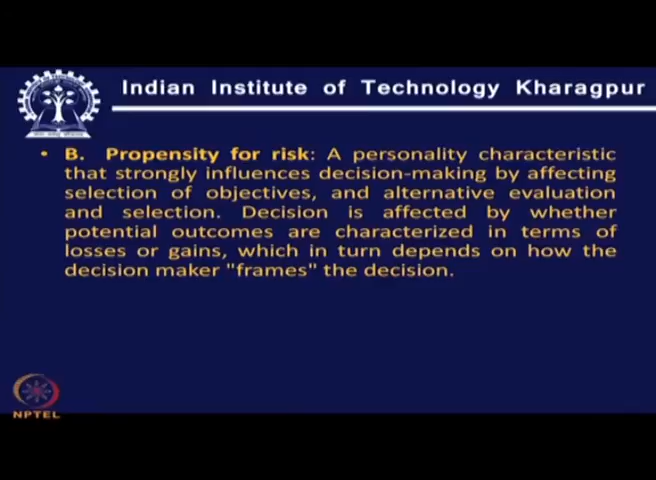 Indian Institute of Technology Kharagpur
• B. Propensity for risk: A personality characteristic
that strongly influences decision-making by affecting
selection of objectives, and alternative evaluation
and selection. Decision is affected by whether
potential outcomes are characterized in terms of
losses or gains, which in turn depends on how the
decision maker "frames" the decision.
NPTEL